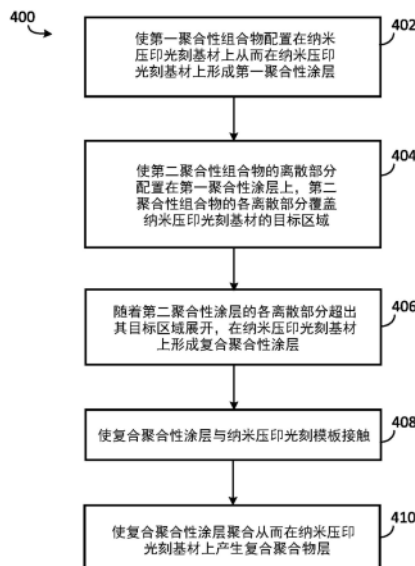 400
402
使第一聚合性组合物配置在纳米
压印光刻基材上从而在纳米压印
光刻基材上形成第一聚合性涂层
404
使第二聚合性组合物的离散部分
配置在第一聚合性涂层上，第二
聚合性组合物的各离散部分覆盖
纳米压印光刻基材的目标区域
406
随着第二聚合性涂层的各离散部分超出
其目标区域展开，在纳米压印光刻基材
上形成复合聚合性涂层
408
使复合聚合性涂层与纳米压印光刻模板接触
410
使复合聚合性涂层聚合从而在纳米压印
光刻基材上产生复合聚合物层